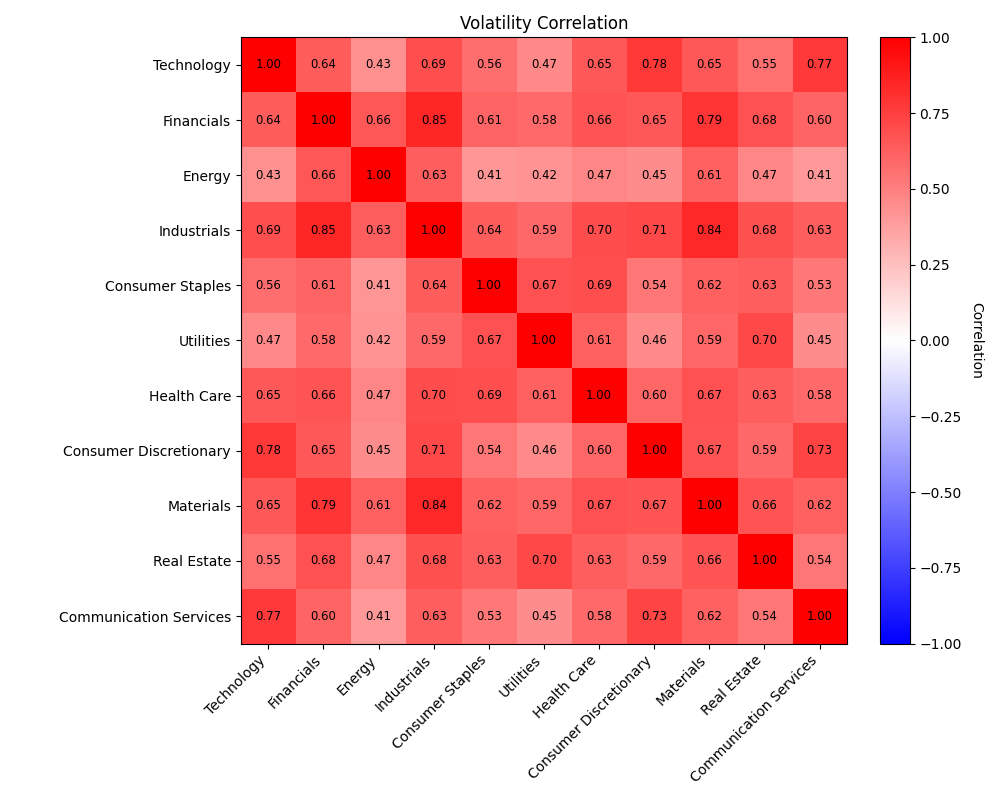 Volatility Correlation
Technology 1.00 0.64 0.43 0.69 0.56 0.47 0.65 0.78 0.65 0.55 0.77
Financials 0.64 1.00 0.66 0.85 0.61 0.58 0.66 0.65 0.79 0.68 0.60
Energy 0.43 0.66 1.00 0.63 0.41 0.42 0.47 0.45 0.61 0.47 0.41
Industrials 0.69 0.85 0.63 1.00 0.64 0.59 0.70 0.71 0.84 0.68 0.63
Consumer Staples 0.56 0.61 0.41 0.64 1.00 0.67 0.69 0.54 0.62 0.63 0.53
Utilities 0.47 0.58 0.42 0.59 0.67 1.00 0.61 0.46 0.59 0.70 0.45
Health Care 0.65 0.66 0.47 0.70 0.69 0.61 1.00 0.60 0.67 0.63 0.58
Consumer Discretionary 0.78 0.65 0.45 0.71 0.54 0.46 0.60 1.00 0.67 0.59 0.73
Materials 0.65 0.79 0.61 0.84 0.62 0.59 0.67 0.67 1.00 0.66 0.62
Real Estate 0.55 0.68 0.47 0.68 0.63 0.70 0.63 0.59 0.66 1.00 0.54
Communication Services 0.77 0.60 0.41 0.63 0.53 0.45 0.58 0.73 0.62 0.54 1.00
Technology
Financials
Energy
Industrials
Consumer Staples
Utilities
Health Care
Consumer Discretionary
Materials
Real Estate
Communication Services
1.00
0.75
0.50
0.25
0.00
−0.25
−0.50
−0.75
−1.00
Correlation